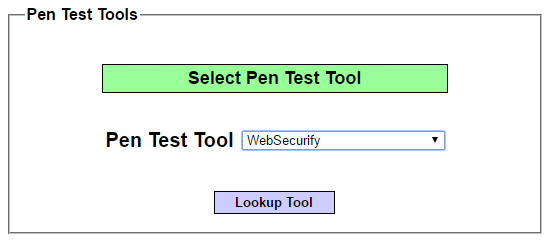 Pen Test Tools
Select Pen Test Tool
Pen Test Tool WebSecurify
Lookup Tool